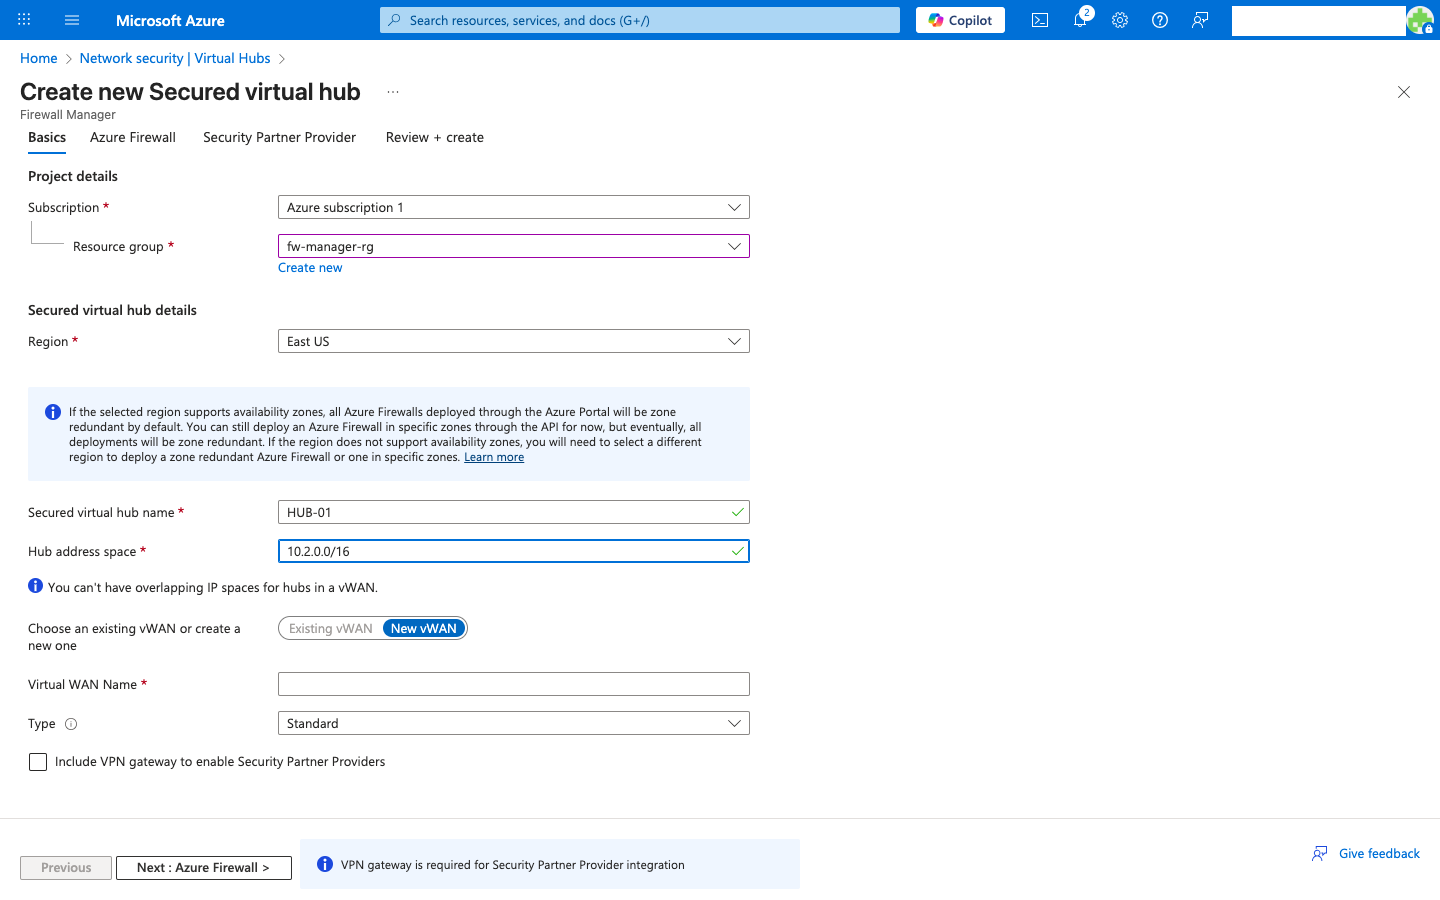 Microsoft Azure
Search resources, services, and docs (G+/)
Copilot
2
Home > Network security | Virtual Hubs >
Create new Secured virtual hub ...
Firewall Manager
Basics Azure Firewall Security Partner Provider Review + create
Project details
Subscription *
Azure subscription 1
Resource group *
fw-manager-rg
Create new
Secured virtual hub details
Region *
East US
If the selected region supports availability zones, all Azure Firewalls deployed through the Azure Portal will be zone
redundant by default. You can still deploy an Azure Firewall in specific zones through the API for now, but eventually, all
deployments will be zone redundant. If the region does not support availability zones, you will need to select a different
region to deploy a zone redundant Azure Firewall or one in specific zones. Learn more
Secured virtual hub name *
HUB-01
Hub address space *
10.2.0.0/16
You can't have overlapping IP spaces for hubs in a vWAN.
Choose an existing vWAN or create a
new one
Existing vWAN New vWAN
Virtual WAN Name *
Type
Standard
Include VPN gateway to enable Security Partner Providers
Previous
Next : Azure Firewall >
VPN gateway is required for Security Partner Provider integration
Give feedback